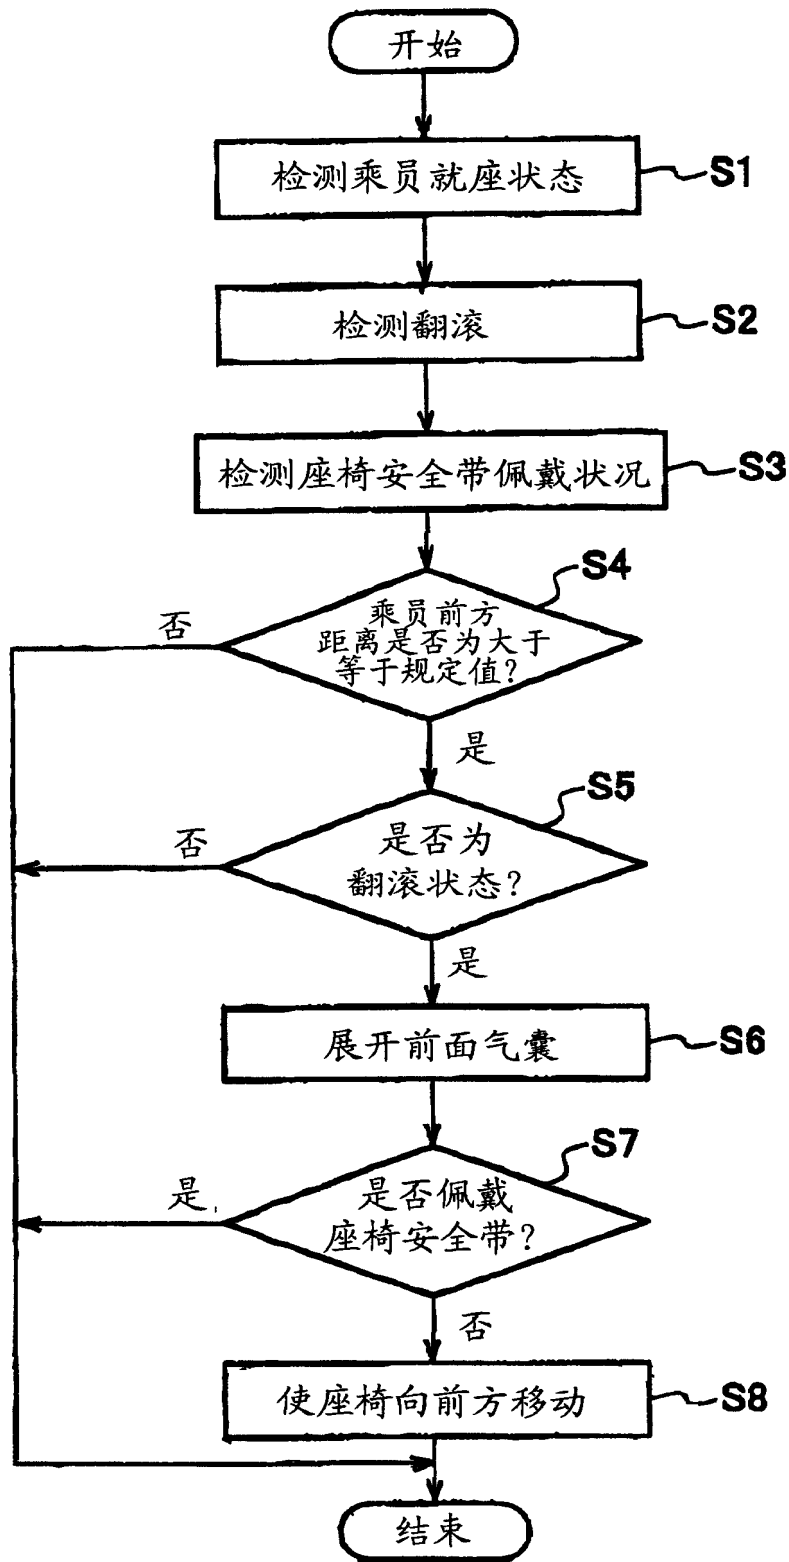 开始
检测乘员就座状态
S1
检测翻滚
S2
检测座椅安全带佩戴状况
S3
S4
乘员前方
距离是否为大于
等于规定值?
否
是
S5
是否为
翻滚状态?
否
是
展开前面气囊
S6
S7
是否佩戴
座椅安全带?
是
否
使座椅向前方移动
S8
结束